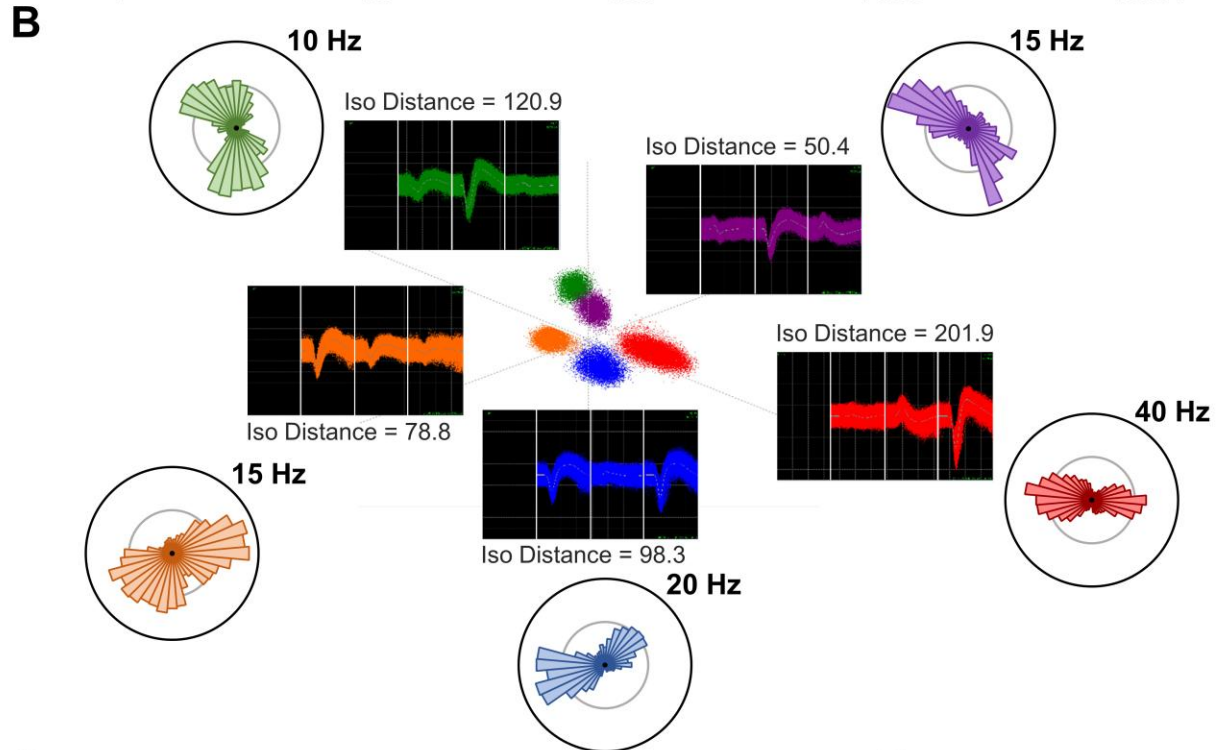 B
10 Hz
15 Hz
Iso Distance = 120.9
Iso Distance = 50.4
Iso Distance = 201.9
40 Hz
Iso Distance = 78.8
15 Hz
Iso Distance = 98.3
20 Hz